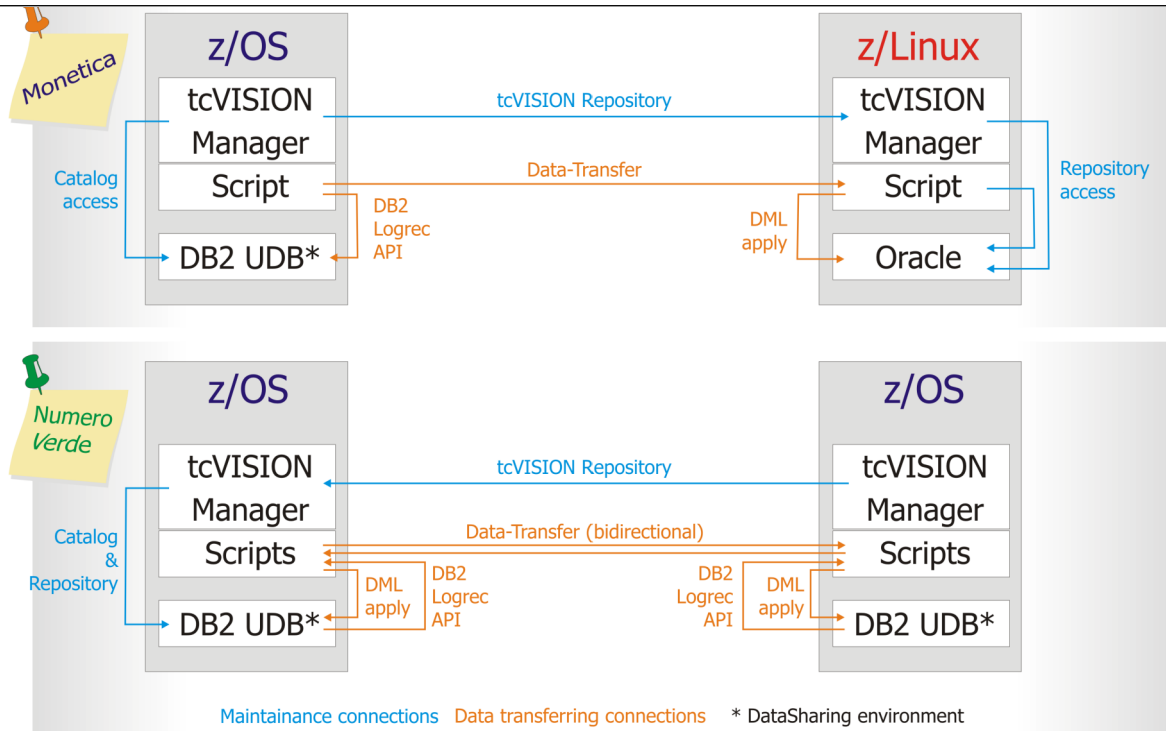 Monetica
z/OS
z/Linux
tcVISION
Manager
tcVISION Repository
tcVISION
Manager
Catalog
access
Script
Data-Transfer
Script
Repository
access
DB2
Logrec
API
DML
apply
DB2 UDB*
Oracle
Numero
Verde
z/OS
z/OS
tcVISION
Manager
tcVISION Repository
tcVISION
Manager
Catalog
&
Repository
Scripts
Data-Transfer (bidirectional)
Scripts
DML
apply
DB2
Logrec
API
DB2
Logrec
API
DML
apply
DB2 UDB*
DB2 UDB*
Maintainance connections Data transferring connections * DataSharing environment